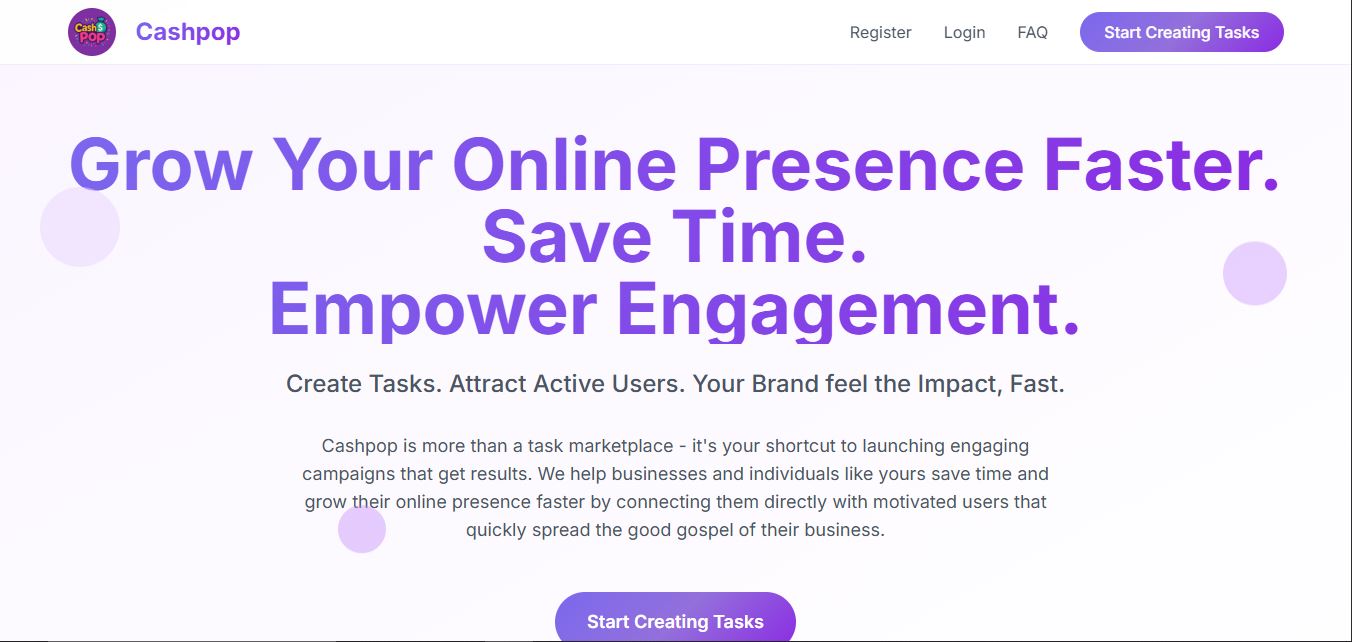 Cash$
Pop
Cashpop
Register
Login
FAQ
Start Creating Tasks
Grow Your Online Presence Faster.
Save Time.
Empower Engagement.
Create Tasks. Attract Active Users. Your Brand feel the Impact, Fast.
Cashpop is more than a task marketplace - it's your shortcut to launching engaging
campaigns that get results. We help businesses and individuals like yours save time and
grow their online presence faster by connecting them directly with motivated users that
quickly spread the good gospel of their business.
Start Creating Tasks